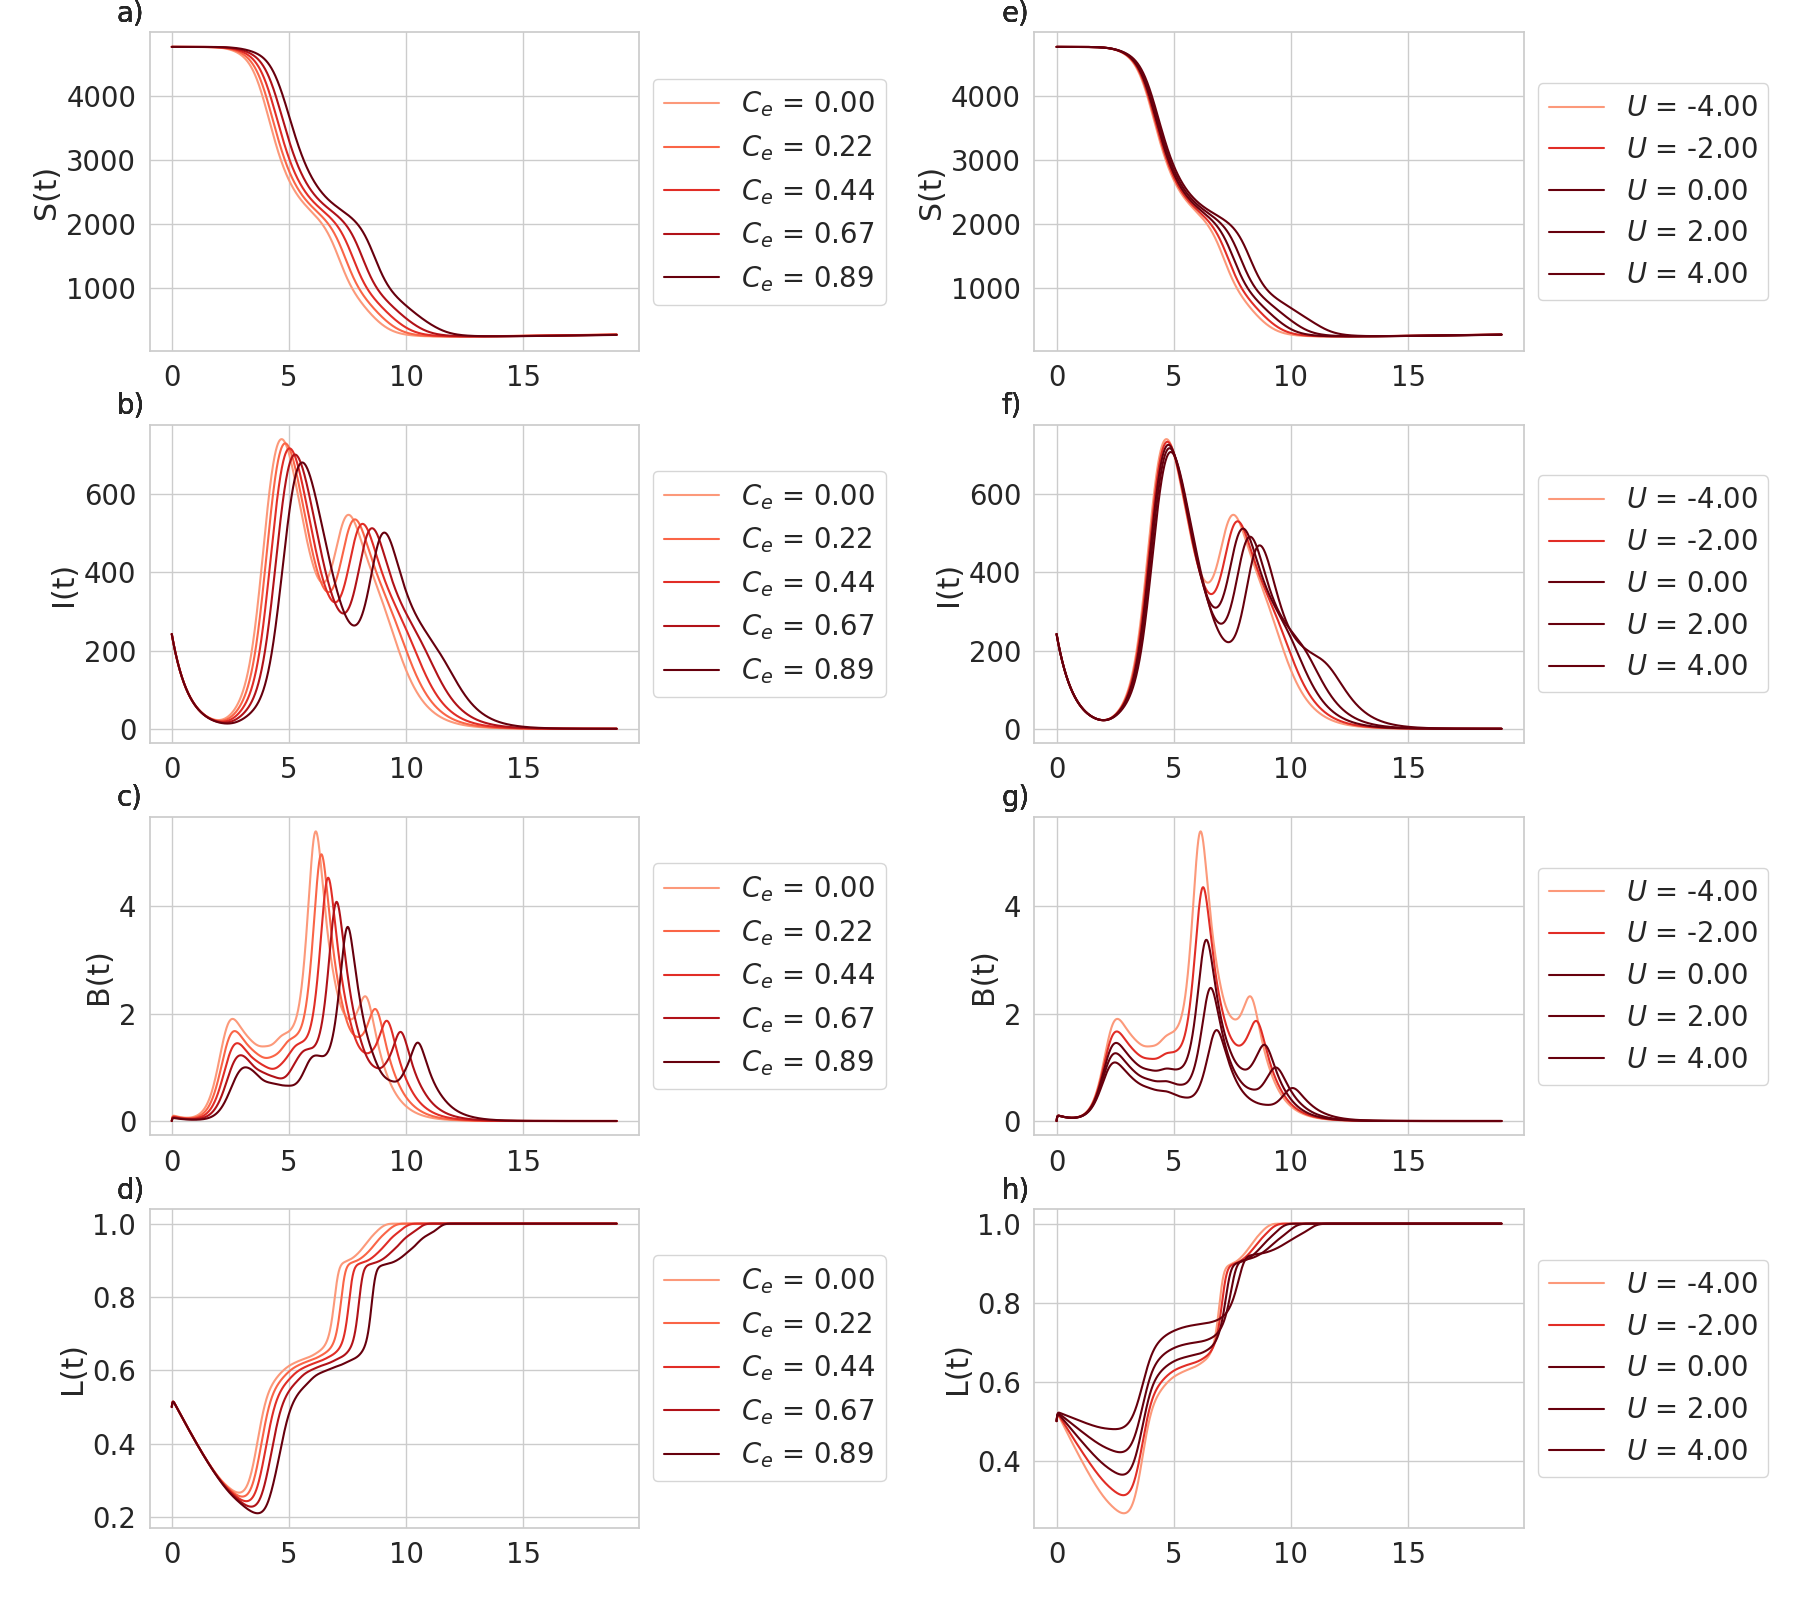 a)
S(t)
4000
3000
2000
1000
0 5 10 15
C_e = 0.00
C_e = 0.22
C_e = 0.44
C_e = 0.67
C_e = 0.89
e)
S(t)
4000
3000
2000
1000
0 5 10 15
U = -4.00
U = -2.00
U = 0.00
U = 2.00
U = 4.00
b)
I(t)
600
400
200
0
0 5 10 15
C_e = 0.00
C_e = 0.22
C_e = 0.44
C_e = 0.67
C_e = 0.89
f)
I(t)
600
400
200
0
0 5 10 15
U = -4.00
U = -2.00
U = 0.00
U = 2.00
U = 4.00
c)
B(t)
4
2
0
0 5 10 15
C_e = 0.00
C_e = 0.22
C_e = 0.44
C_e = 0.67
C_e = 0.89
g)
B(t)
4
2
0
0 5 10 15
U = -4.00
U = -2.00
U = 0.00
U = 2.00
U = 4.00
d)
L(t)
1.0
0.8
0.6
0.4
0.2
0 5 10 15
C_e = 0.00
C_e = 0.22
C_e = 0.44
C_e = 0.67
C_e = 0.89
h)
L(t)
1.0
0.8
0.6
0.4
0 5 10 15
U = -4.00
U = -2.00
U = 0.00
U = 2.00
U = 4.00